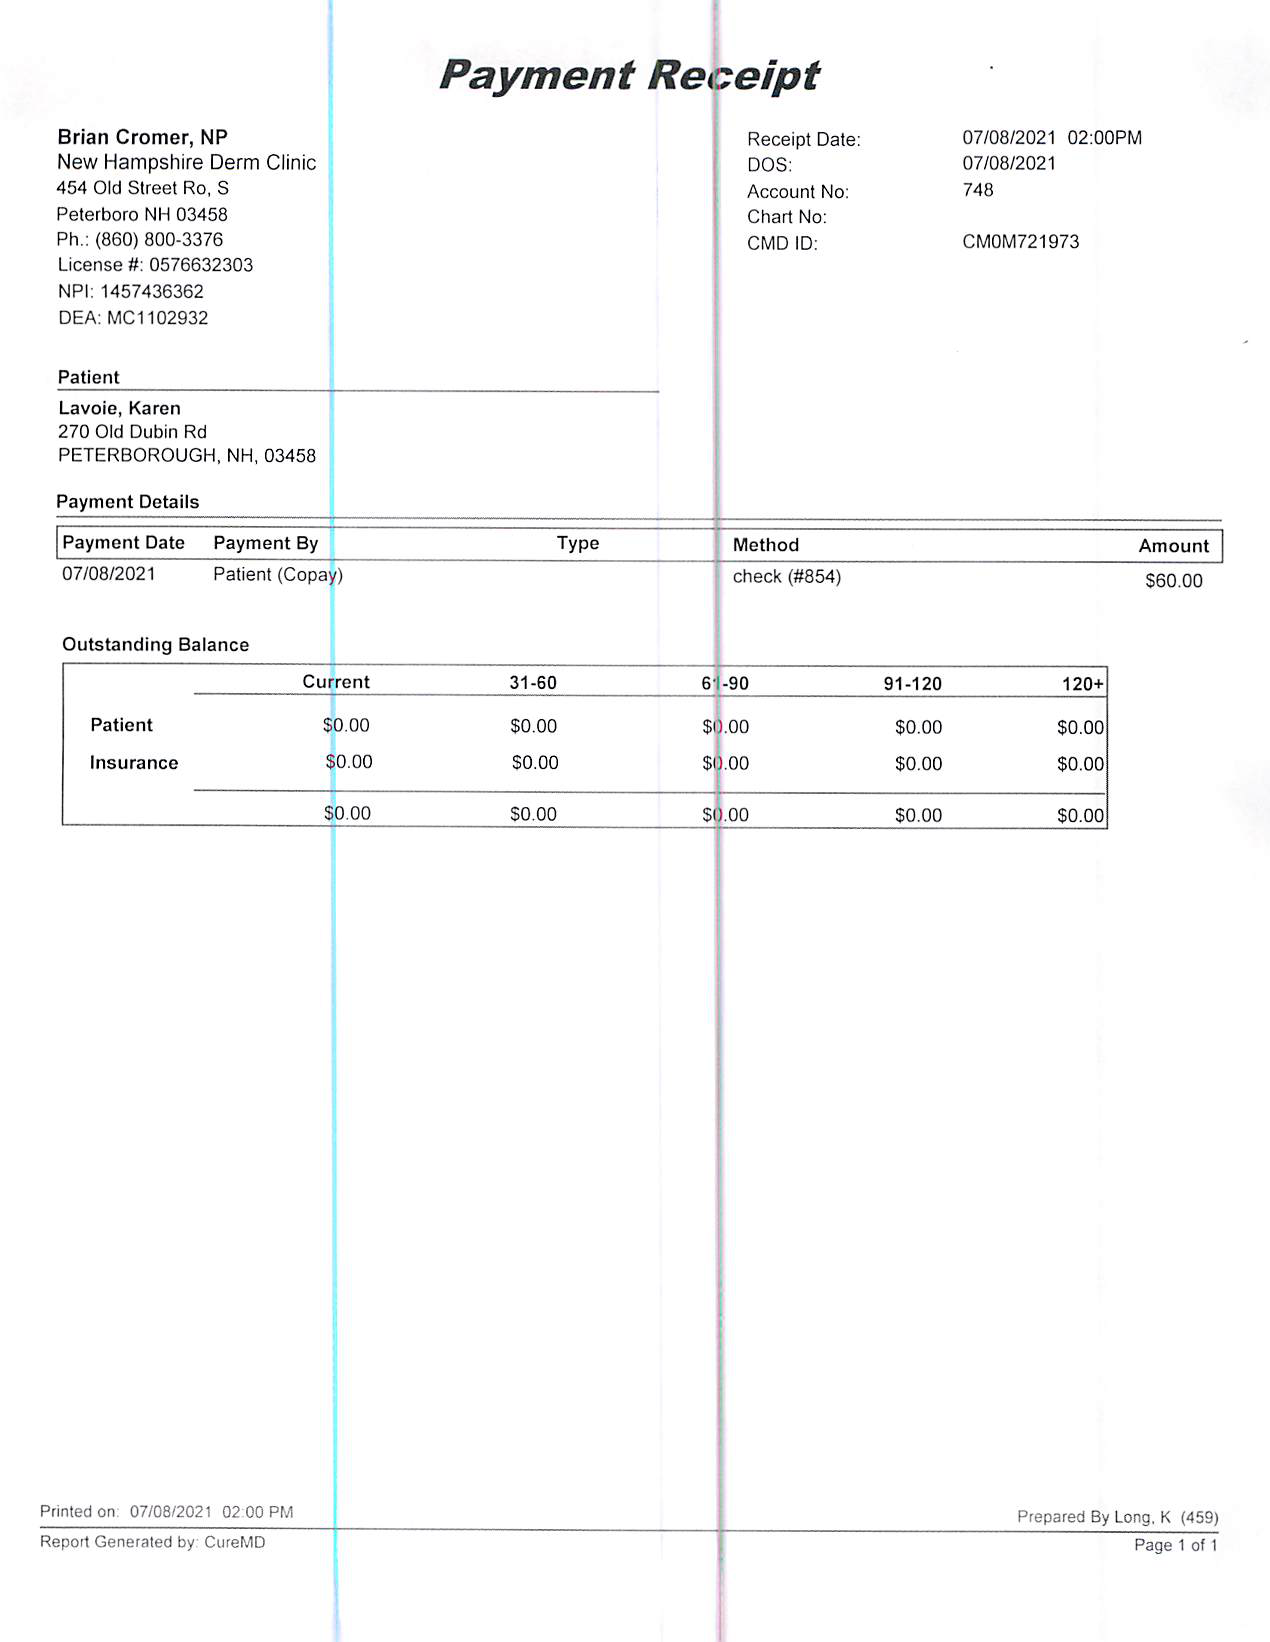 Payment Receipt
Brian Cromer, NP
New Hampshire Derm Clinic
454 Old Street Ro, S
Peterboro NH 03458
Ph.: (860) 800-3376
License #: 0576632303
NPI: 1457436362
DEA: MC1102932
Receipt Date: 07/08/2021 02:00PM
DOS: 07/08/2021
Account No: 748
Chart No:
CMD ID: CM0M721973
Patient
Lavoie, Karen
270 Old Dubin Rd
PETERBOROUGH, NH, 03458
Payment Details
Payment Date Payment By Type Method Amount
07/08/2021 Patient (Copay) check (#854) $60.00
Outstanding Balance
Current 31-60 61-90 91-120 120+
Patient $0.00 $0.00 $0.00 $0.00 $0.00
Insurance $0.00 $0.00 $0.00 $0.00 $0.00
$0.00 $0.00 $0.00 $0.00 $0.00
Printed on: 07/08/2021 02:00 PM
Prepared By Long, K (459)
Report Generated by: CureMD
Page 1 of 1